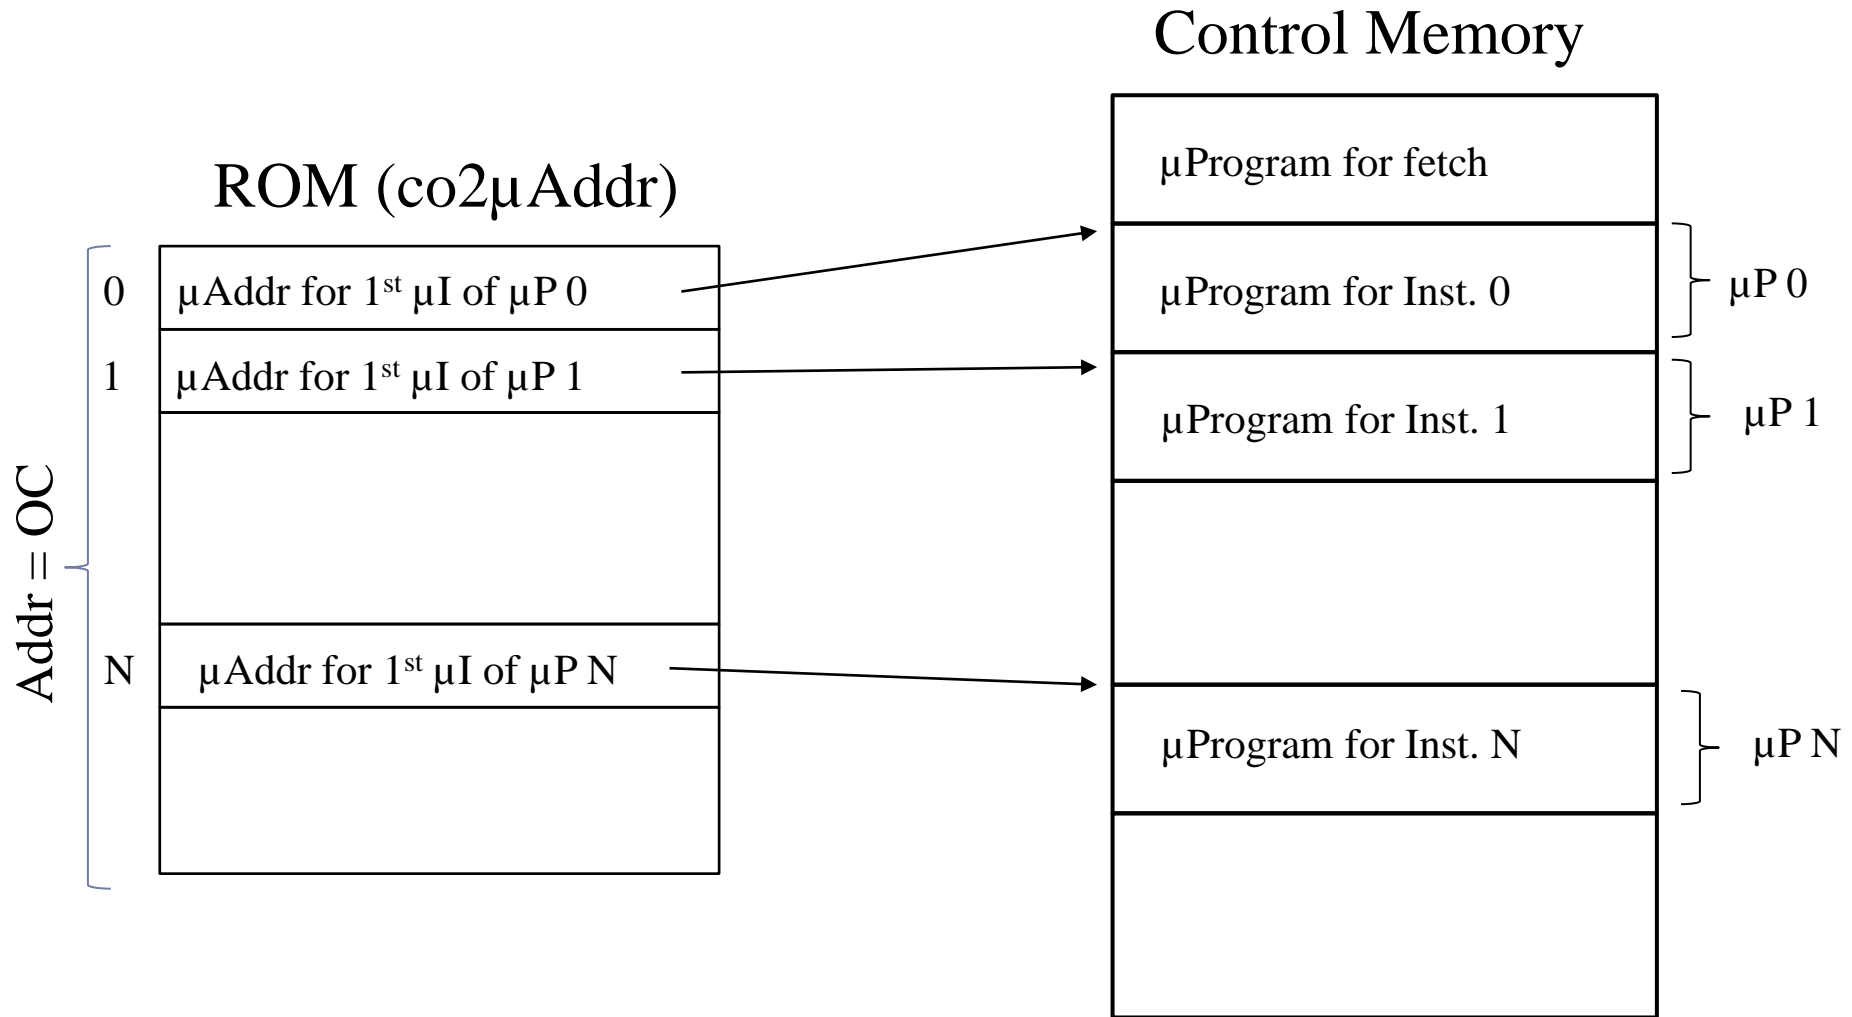 Control Memory
ROM (co2µAddr)
Addr = OC
0
µAddr for 1st µI of µP 0
1
µAddr for 1st µI of µP 1
N
µAddr for 1st µI of µP N
µProgram for fetch
µProgram for Inst. 0
µP 0
µProgram for Inst. 1
µP 1
µProgram for Inst. N
µP N